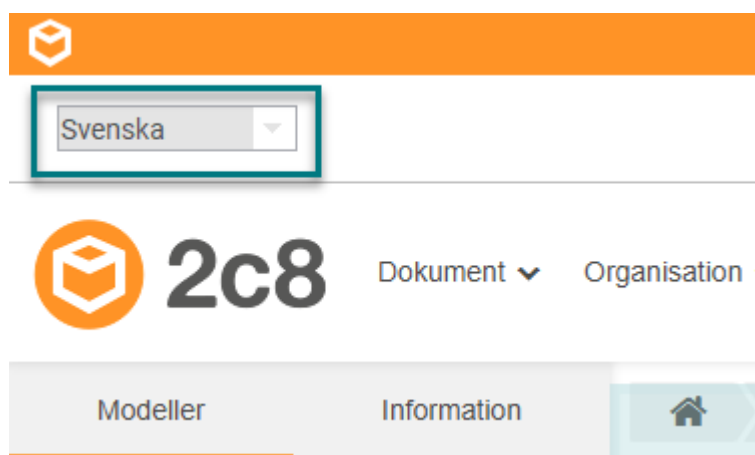 Svenska
2c8 Dokument Organisation
Modeller Information